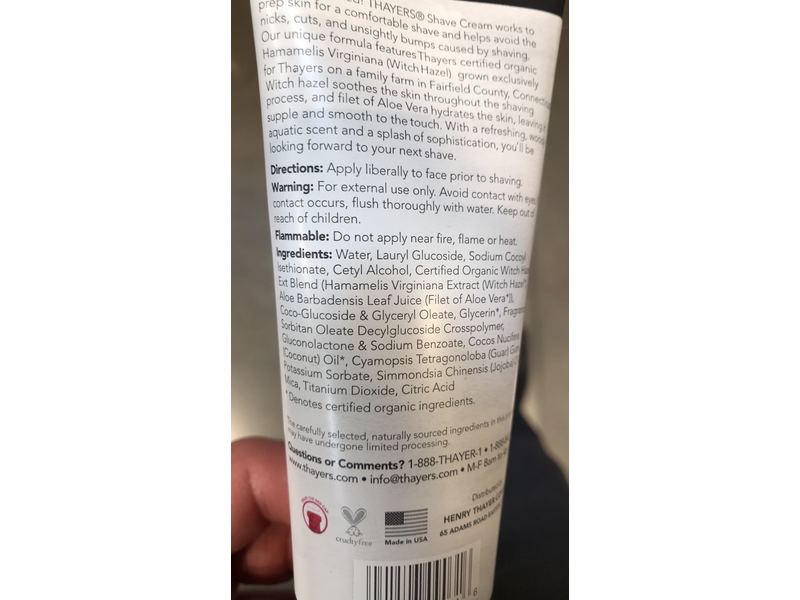 THAYERS® Shave Cream works to
prep skin for a comfortable shave and helps avoid the
nicks, cuts, and unsightly bumps caused by shaving.
Our unique formula features Thayers certified organic
Hamamelis Virginiana (Witch Hazel) grown exclusively
for Thayers on a family farm in Fairfield County,
Witch hazel soothes the skin throughout the shaving
process, and filet of Aloe Vera hydrates the skin, leaving
supple and smooth to the touch. With a refreshing,
aquatic scent and a splash of sophistication, you'll be
looking forward to your next shave.
Directions: Apply liberally to face prior to shaving.
Warning: For external use only. Avoid contact with
contact occurs, flush thoroughly with water. Keep out
reach of children.
Flammable: Do not apply near fire, flame or heat.
Ingredients: Water, Lauryl Glucoside, Sodium Cocoyl
Isethionate, Cetyl Alcohol, Certified Organic Witch
Ext Blend (Hamamelis Virginiana Extract (Witch Hazel*
Aloe Barbadensis Leaf Juice (Filet of Aloe Vera*)),
Coco-Glucoside & Glyceryl Oleate, Glycerin*,
Sorbitan Oleate Decylglucoside Crosspolymer,
Gluconolactone & Sodium Benzoate, Cocos Nucifera
(Coconut) Oil*, Cyamopsis Tetragonoloba (Guar)
Potassium Sorbate, Simmondsia Chinensis (Jojoba)
Mica, Titanium Dioxide, Citric Acid
*Denotes certified organic ingredients.
The carefully selected, naturally sourced ingredients in this
may have undergone limited processing.
Questions or Comments? 1-888-THAYER-1 •
www.thayers.com • info@thayers.com • M-F 8am to
Distributed
HENRY THAYER
65 ADAMS ROAD
crueltyfree
Made in USA
6